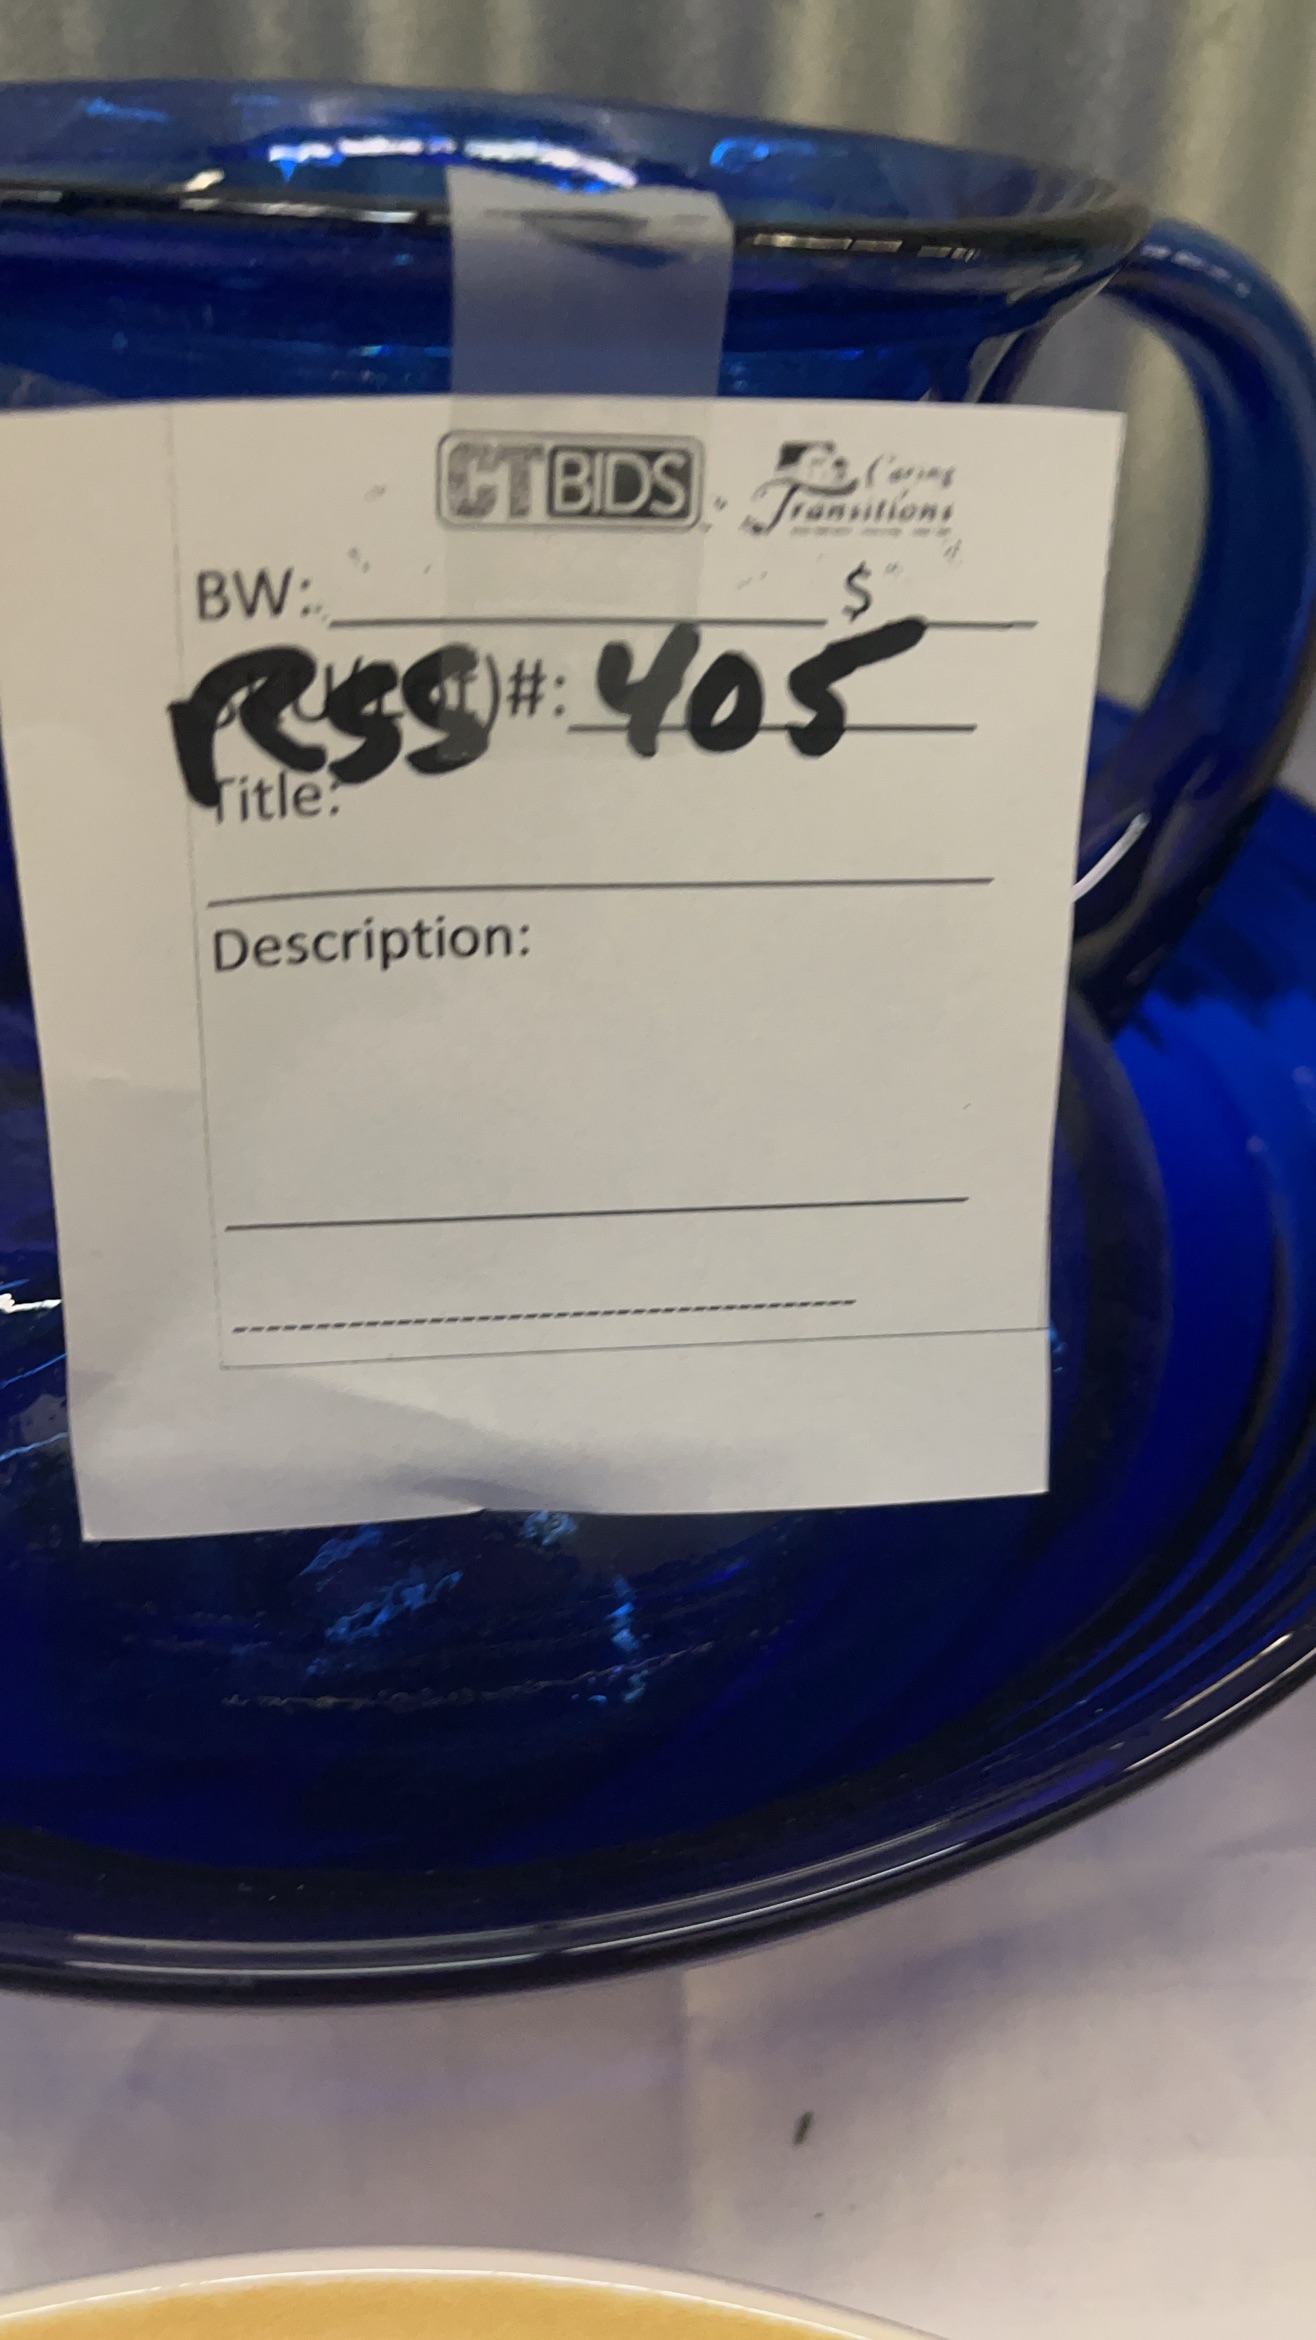 CTBIDS Caring Transitions
BW: $
RSS )#: 405
Title:
Description: